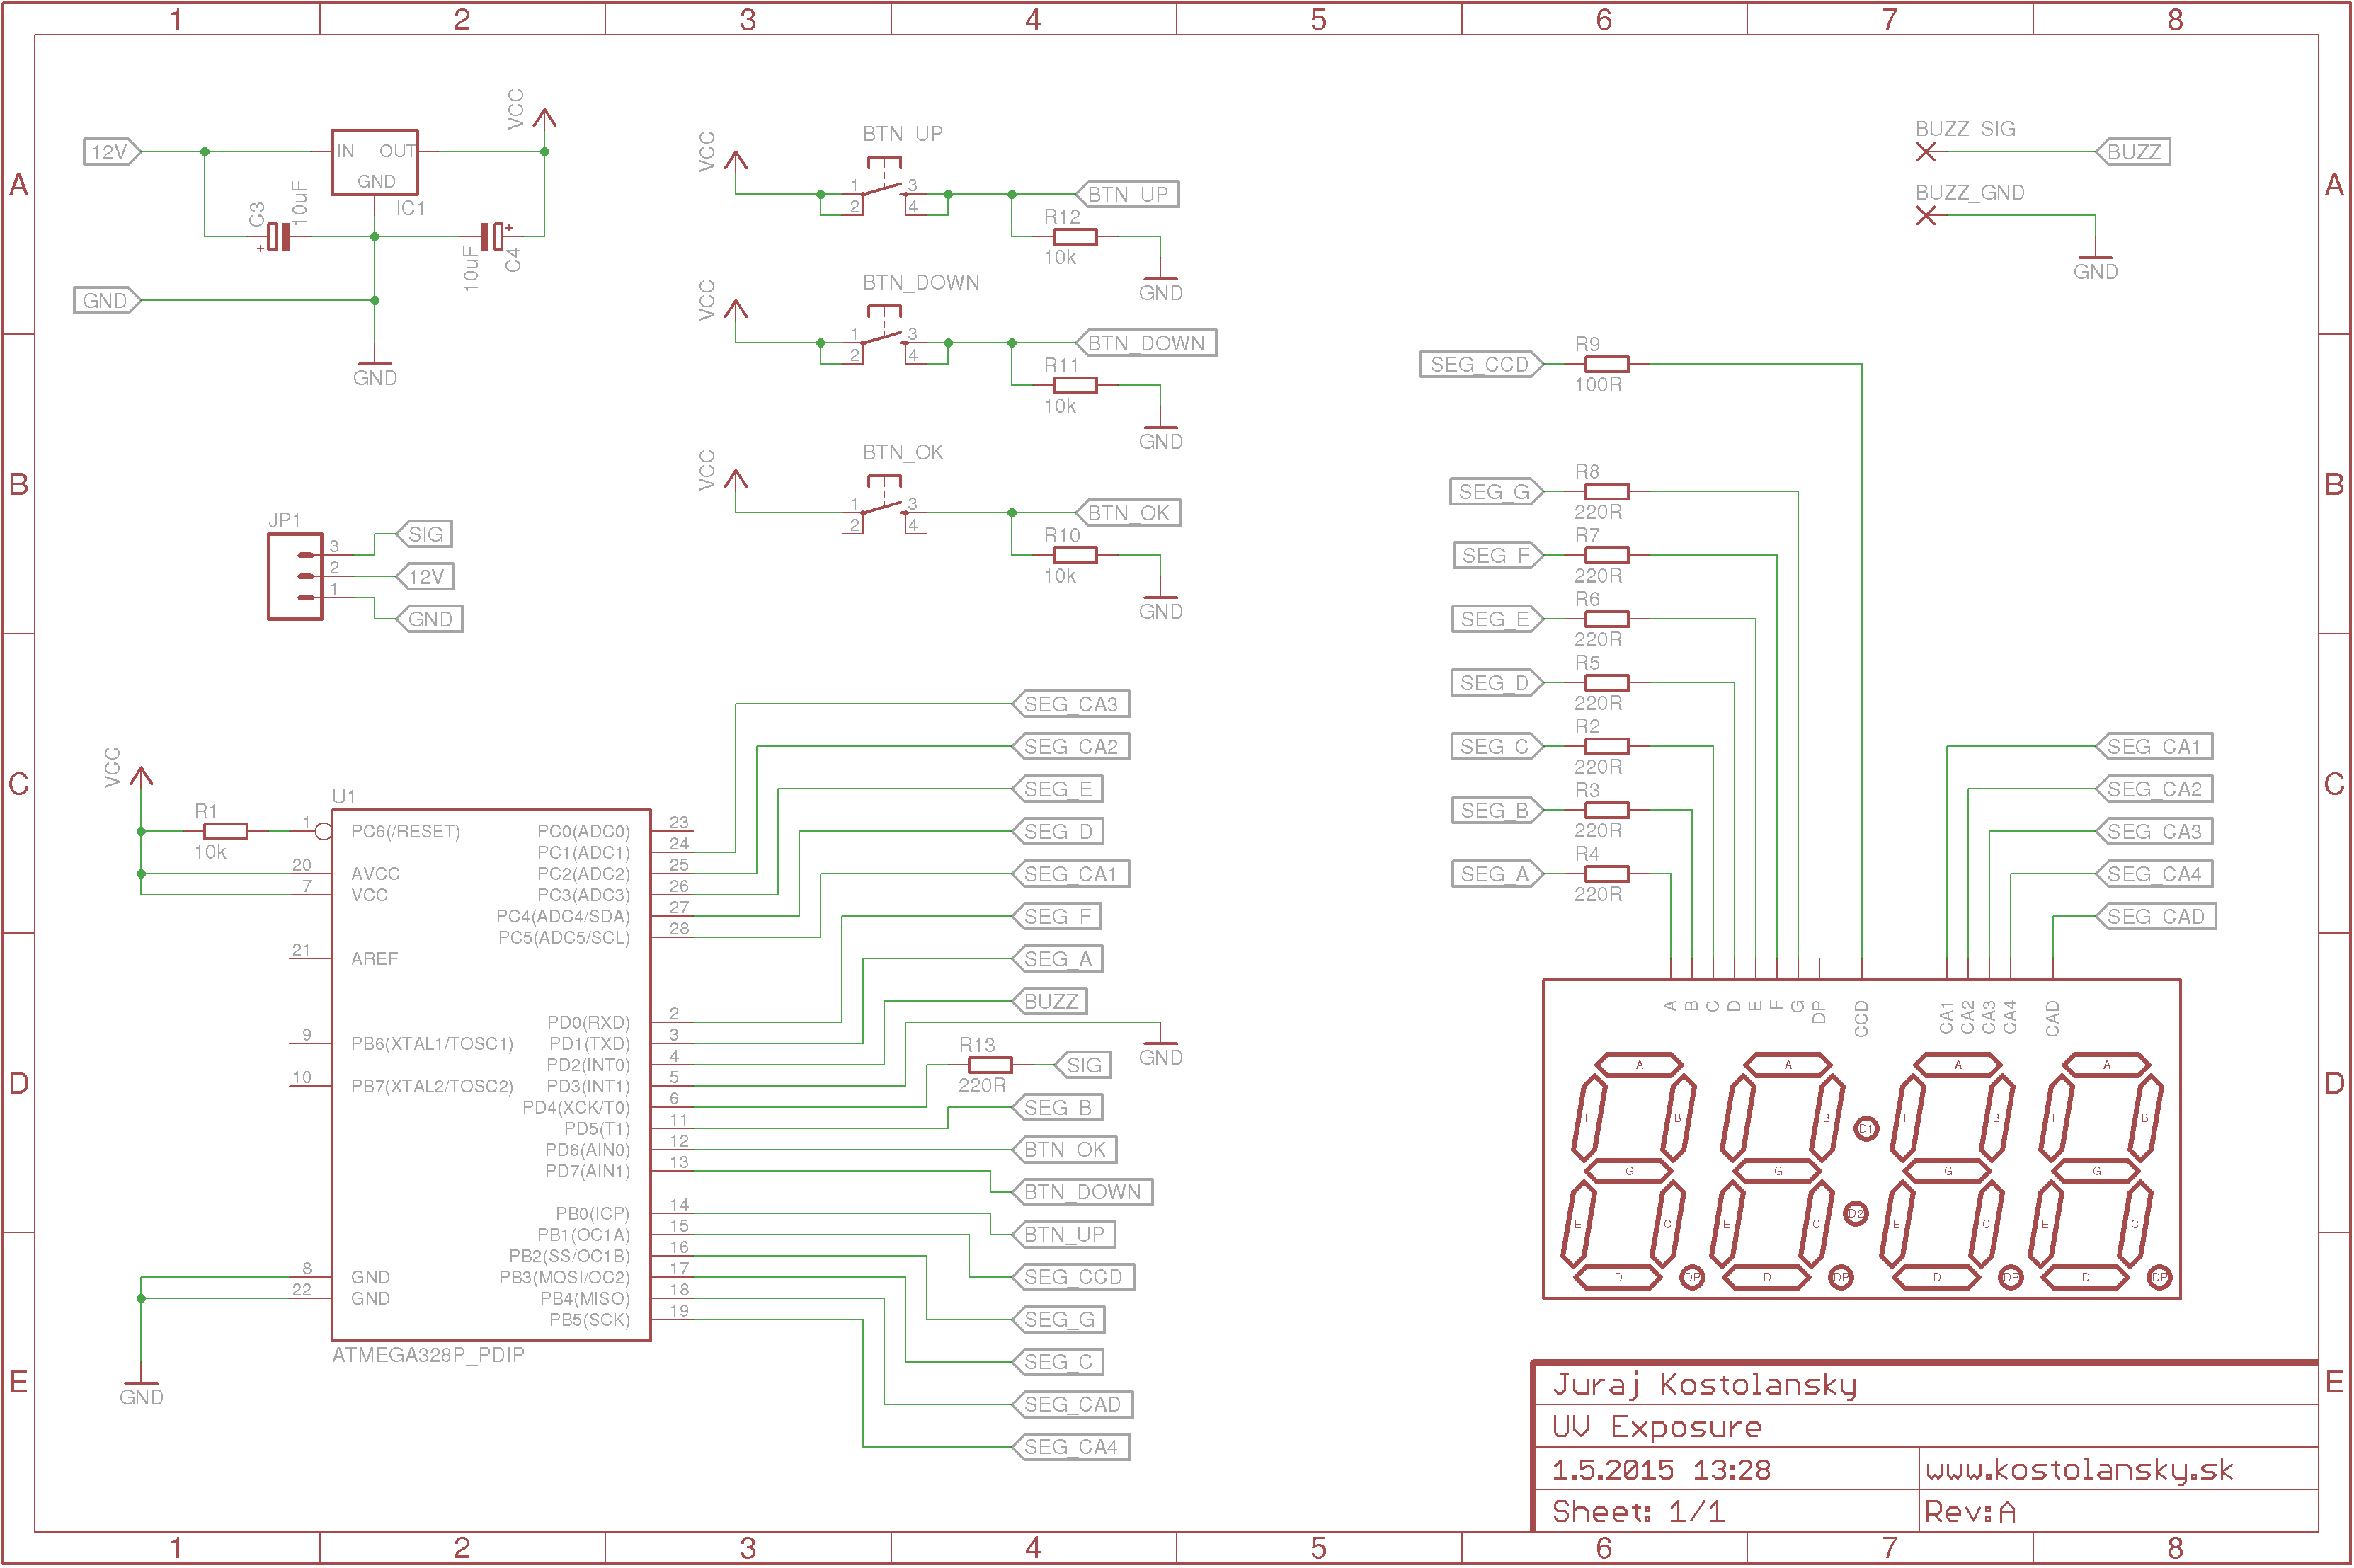 1 2 3 4 5 6 7 8
A
B
C
D
E
12V
IN OUT
GND
IC1
VCC
C3
10uF
10uF
C4
GND
GND
VCC
BTN_UP
1 3
2 4
BTN_UP
R12
10k
GND
VCC
BTN_DOWN
1 3
2 4
BTN_DOWN
R11
10k
GND
VCC
BTN_OK
1 3
2 4
BTN_OK
R10
10k
GND
BUZZ_SIG
BUZZ
BUZZ_GND
GND
JP1
3 SIG
2 12V
1 GND
VCC
R1
10k
U1
1 PC6(/RESET)
20 AVCC
7 VCC
21 AREF
9 PB6(XTAL1/TOSC1)
10 PB7(XTAL2/TOSC2)
8 GND
22 GND
GND
PC0(ADC0) 23
PC1(ADC1) 24
PC2(ADC2) 25
PC3(ADC3) 26
PC4(ADC4/SDA) 27
PC5(ADC5/SCL) 28
PD0(RXD) 2
PD1(TXD) 3
PD2(INT0) 4
PD3(INT1) 5
PD4(XCK/T0) 6
PD5(T1) 11
PD6(AIN0) 12
PD7(AIN1) 13
PB0(ICP) 14
PB1(OC1A) 15
PB2(SS/OC1B) 16
PB3(MOSI/OC2) 17
PB4(MISO) 18
PB5(SCK) 19
ATMEGA328P_PDIP
SEG_CA3
SEG_CA2
SEG_E
SEG_D
SEG_CA1
SEG_F
SEG_A
BUZZ
GND
R13
220R
SIG
SEG_B
BTN_OK
BTN_DOWN
BTN_UP
SEG_CCD
SEG_G
SEG_C
SEG_CAD
SEG_CA4
SEG_CCD R9
100R
SEG_G R8
220R
SEG_F R7
220R
SEG_E R6
220R
SEG_D R5
220R
SEG_C R2
220R
SEG_B R3
220R
SEG_A R4
220R
SEG_CA1
SEG_CA2
SEG_CA3
SEG_CA4
SEG_CAD
A B C D E F G DP CCD CA1 CA2 CA3 CA4 CAD
A A A A
F B F B D1 F B F B
G G G G
D2
E C E C E C E C
D DP D DP D DP D DP
Juraj Kostolansky
UV Exposure
1.5.2015 13:28 www.kostolansky.sk
Sheet: 1/1 Rev:A
A
B
C
D
E
1 2 3 4 5 6 7 8